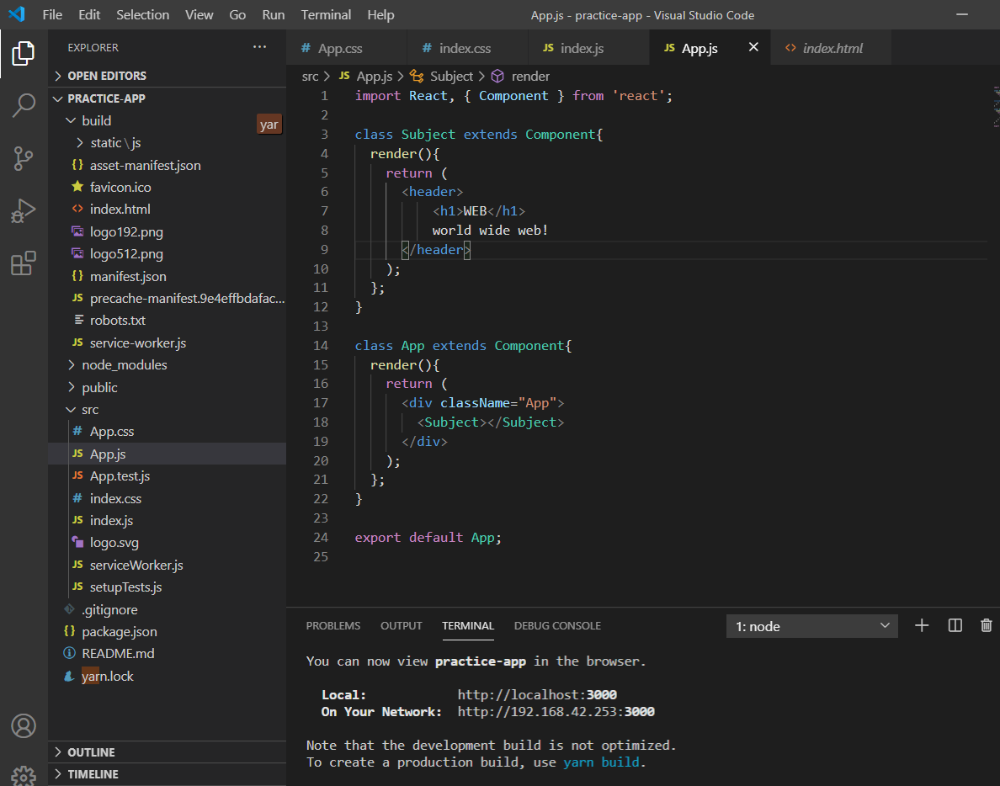 File Edit Selection View Go Run Terminal Help App.js - practice-app - Visual Studio Code
EXPLORER
OPEN EDITORS
PRACTICE-APP
build
yar
static\js
{} asset-manifest.json
favicon.ico
<> index.html
logo192.png
logo512.png
{} manifest.json
JS precache-manifest.9e4effbdafac...
robots.txt
JS service-worker.js
node_modules
public
src
# App.css
JS App.js
JS App.test.js
# index.css
JS index.js
logo.svg
JS serviceWorker.js
JS setupTests.js
.gitignore
{} package.json
README.md
yarn.lock
OUTLINE
TIMELINE
# App.css # index.css JS index.js JS App.js <> index.html
src > JS App.js > Subject > render
1 import React, { Component } from 'react';
2
3 class Subject extends Component{
4 render(){
5 return (
6 <header>
7 <h1>WEB</h1>
8 world wide web!
9 </header>
10 );
11 };
12 }
13
14 class App extends Component{
15 render(){
16 return (
17 <div className="App">
18 <Subject></Subject>
19 </div>
20 );
21 };
22 }
23
24 export default App;
25
PROBLEMS OUTPUT TERMINAL DEBUG CONSOLE 1: node
You can now view practice-app in the browser.
Local: http://localhost:3000
On Your Network: http://192.168.42.253:3000
Note that the development build is not optimized.
To create a production build, use yarn build.